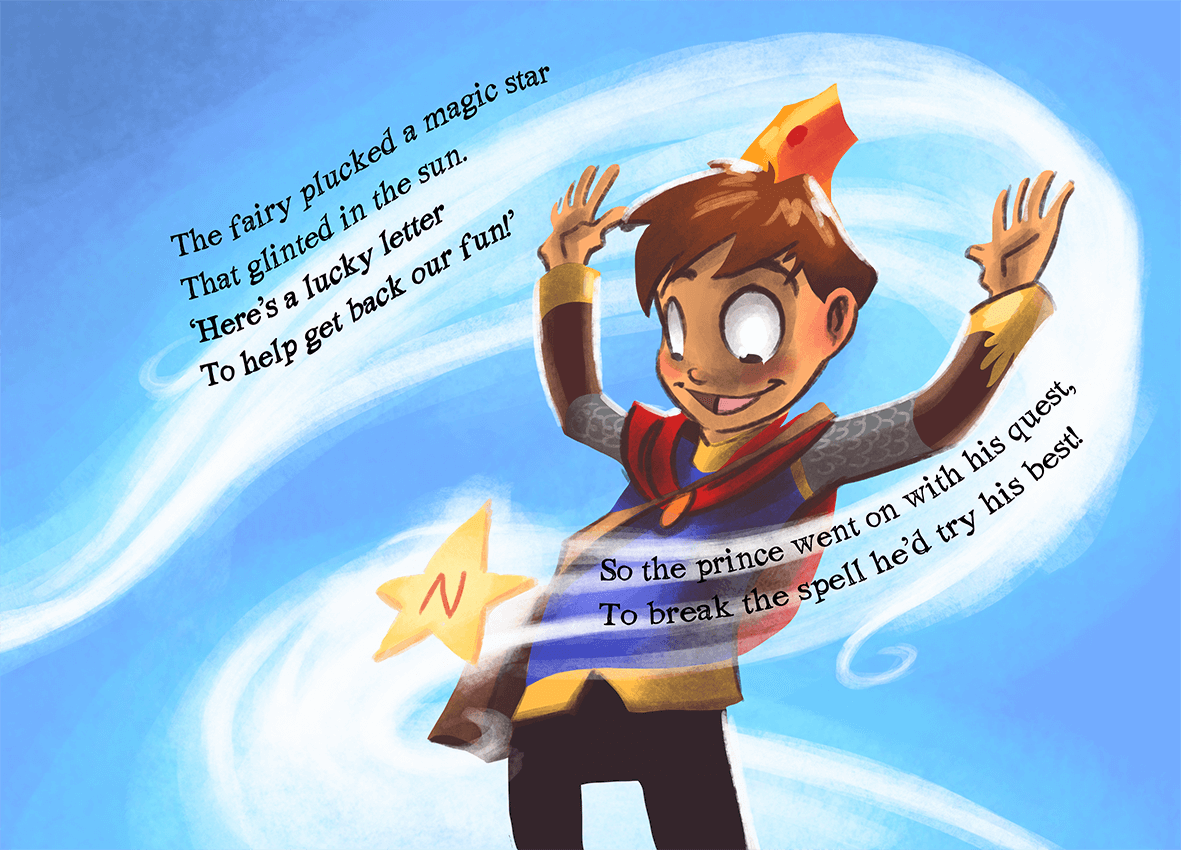 The fairy plucked a magic star
That glinted in the sun.
‘Here’s a lucky letter
To help get back our fun!’
N
So the prince went on with his quest,
To break the spell he’d try his best!